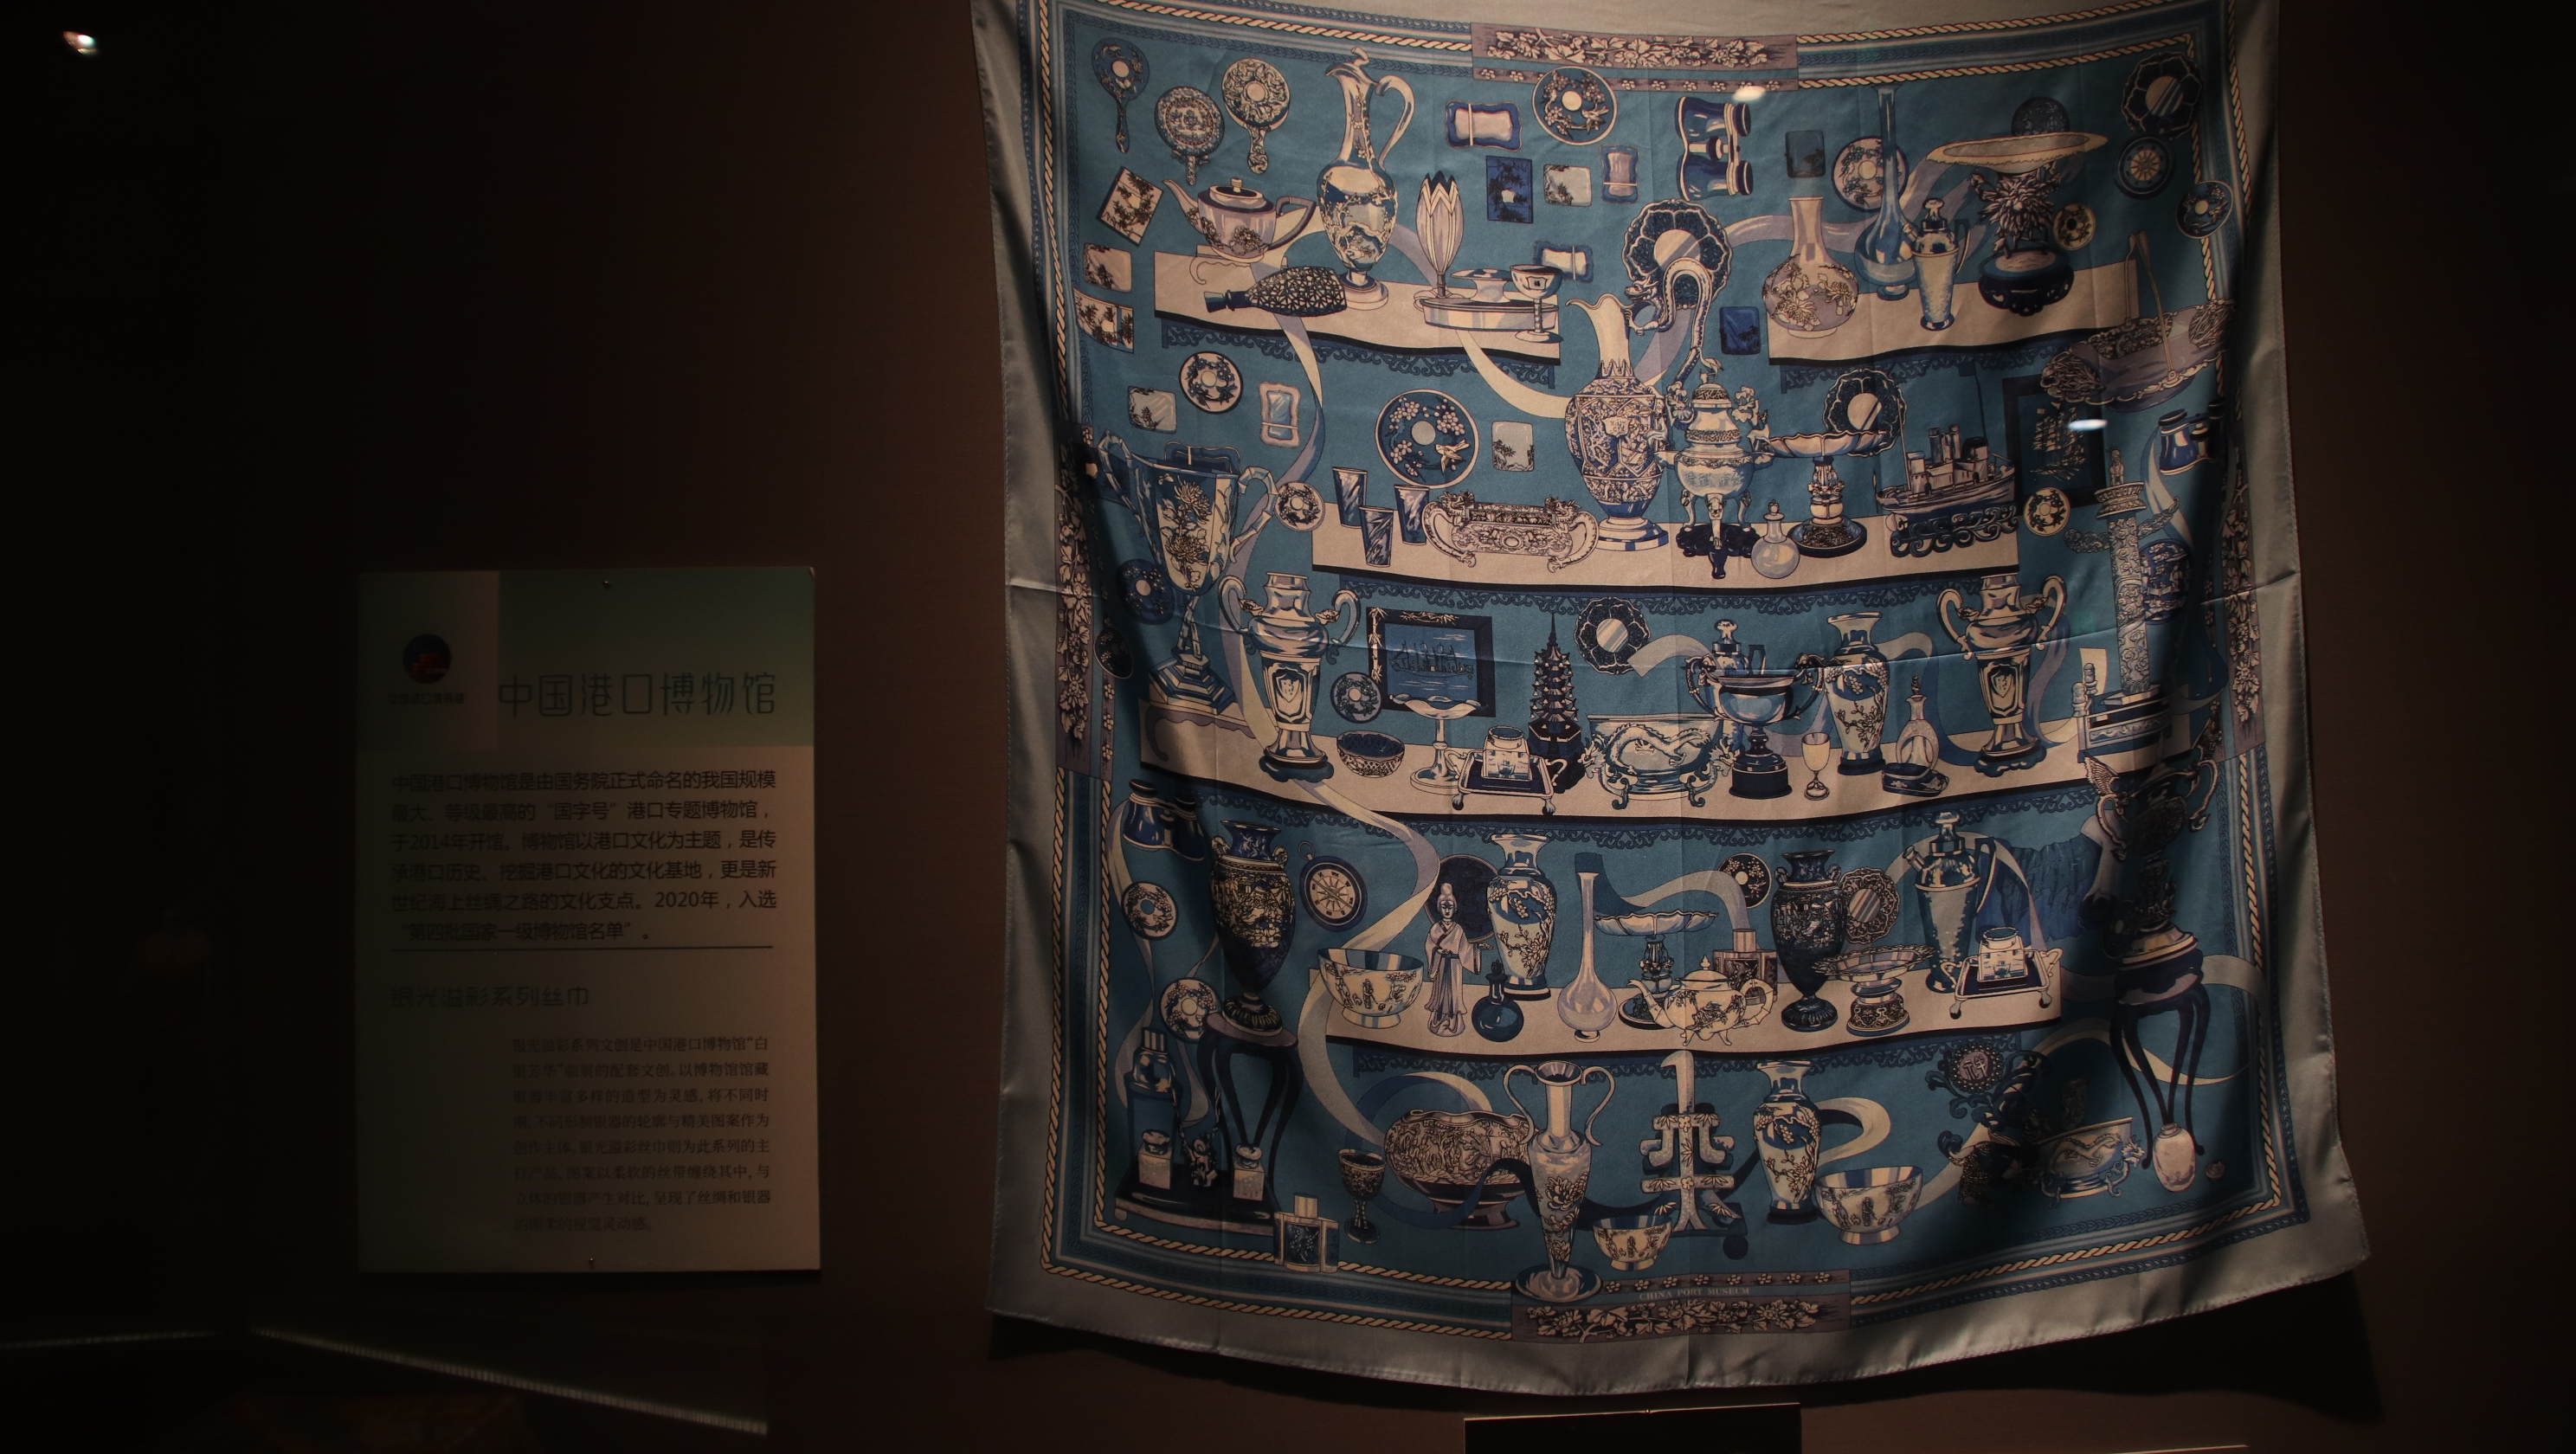 中国港口博物馆
中国港口博物馆
中国港口博物馆是由国务院正式命名的我国规模
最大、等级最高的“国字号”港口专题博物馆，
于2014年开馆。博物馆以港口文化为主题，是传
承港口历史、挖掘港口文化的文化基地，更是新
世纪海上丝绸之路的文化支点。2020年，入选
“第四批国家一级博物馆名单”。
银光溢彩系列丝巾
银光溢彩系列文创是中国港口博物馆“白
银芳华”临展的配套文创。以博物馆馆藏
银器丰富多样的造型为灵感，将不同时
期、不同形制银器的轮廓与精美图案作为
创作主体。银光溢彩丝巾则为此系列的主
打产品，图案以柔软的丝带缠绕其中，与
立体的银器产生对比，呈现了丝绸和银器
的刚柔的视觉灵动感。
CHINA PORT MUSEUM